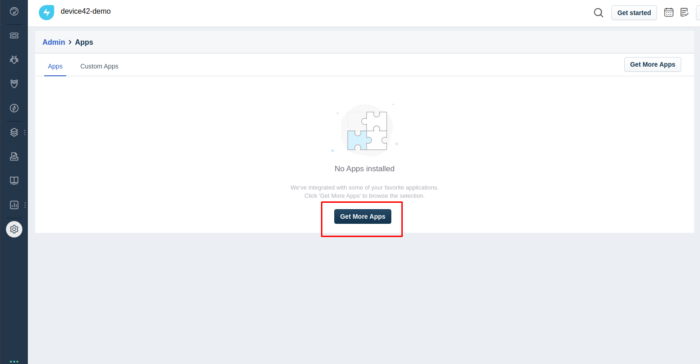 device42-demo
Get started
Admin > Apps
Apps
Custom Apps
Get More Apps
No Apps installed
We've integrated with some of your favorite applications.
Click 'Get More Apps' to browse the selection.
Get More Apps